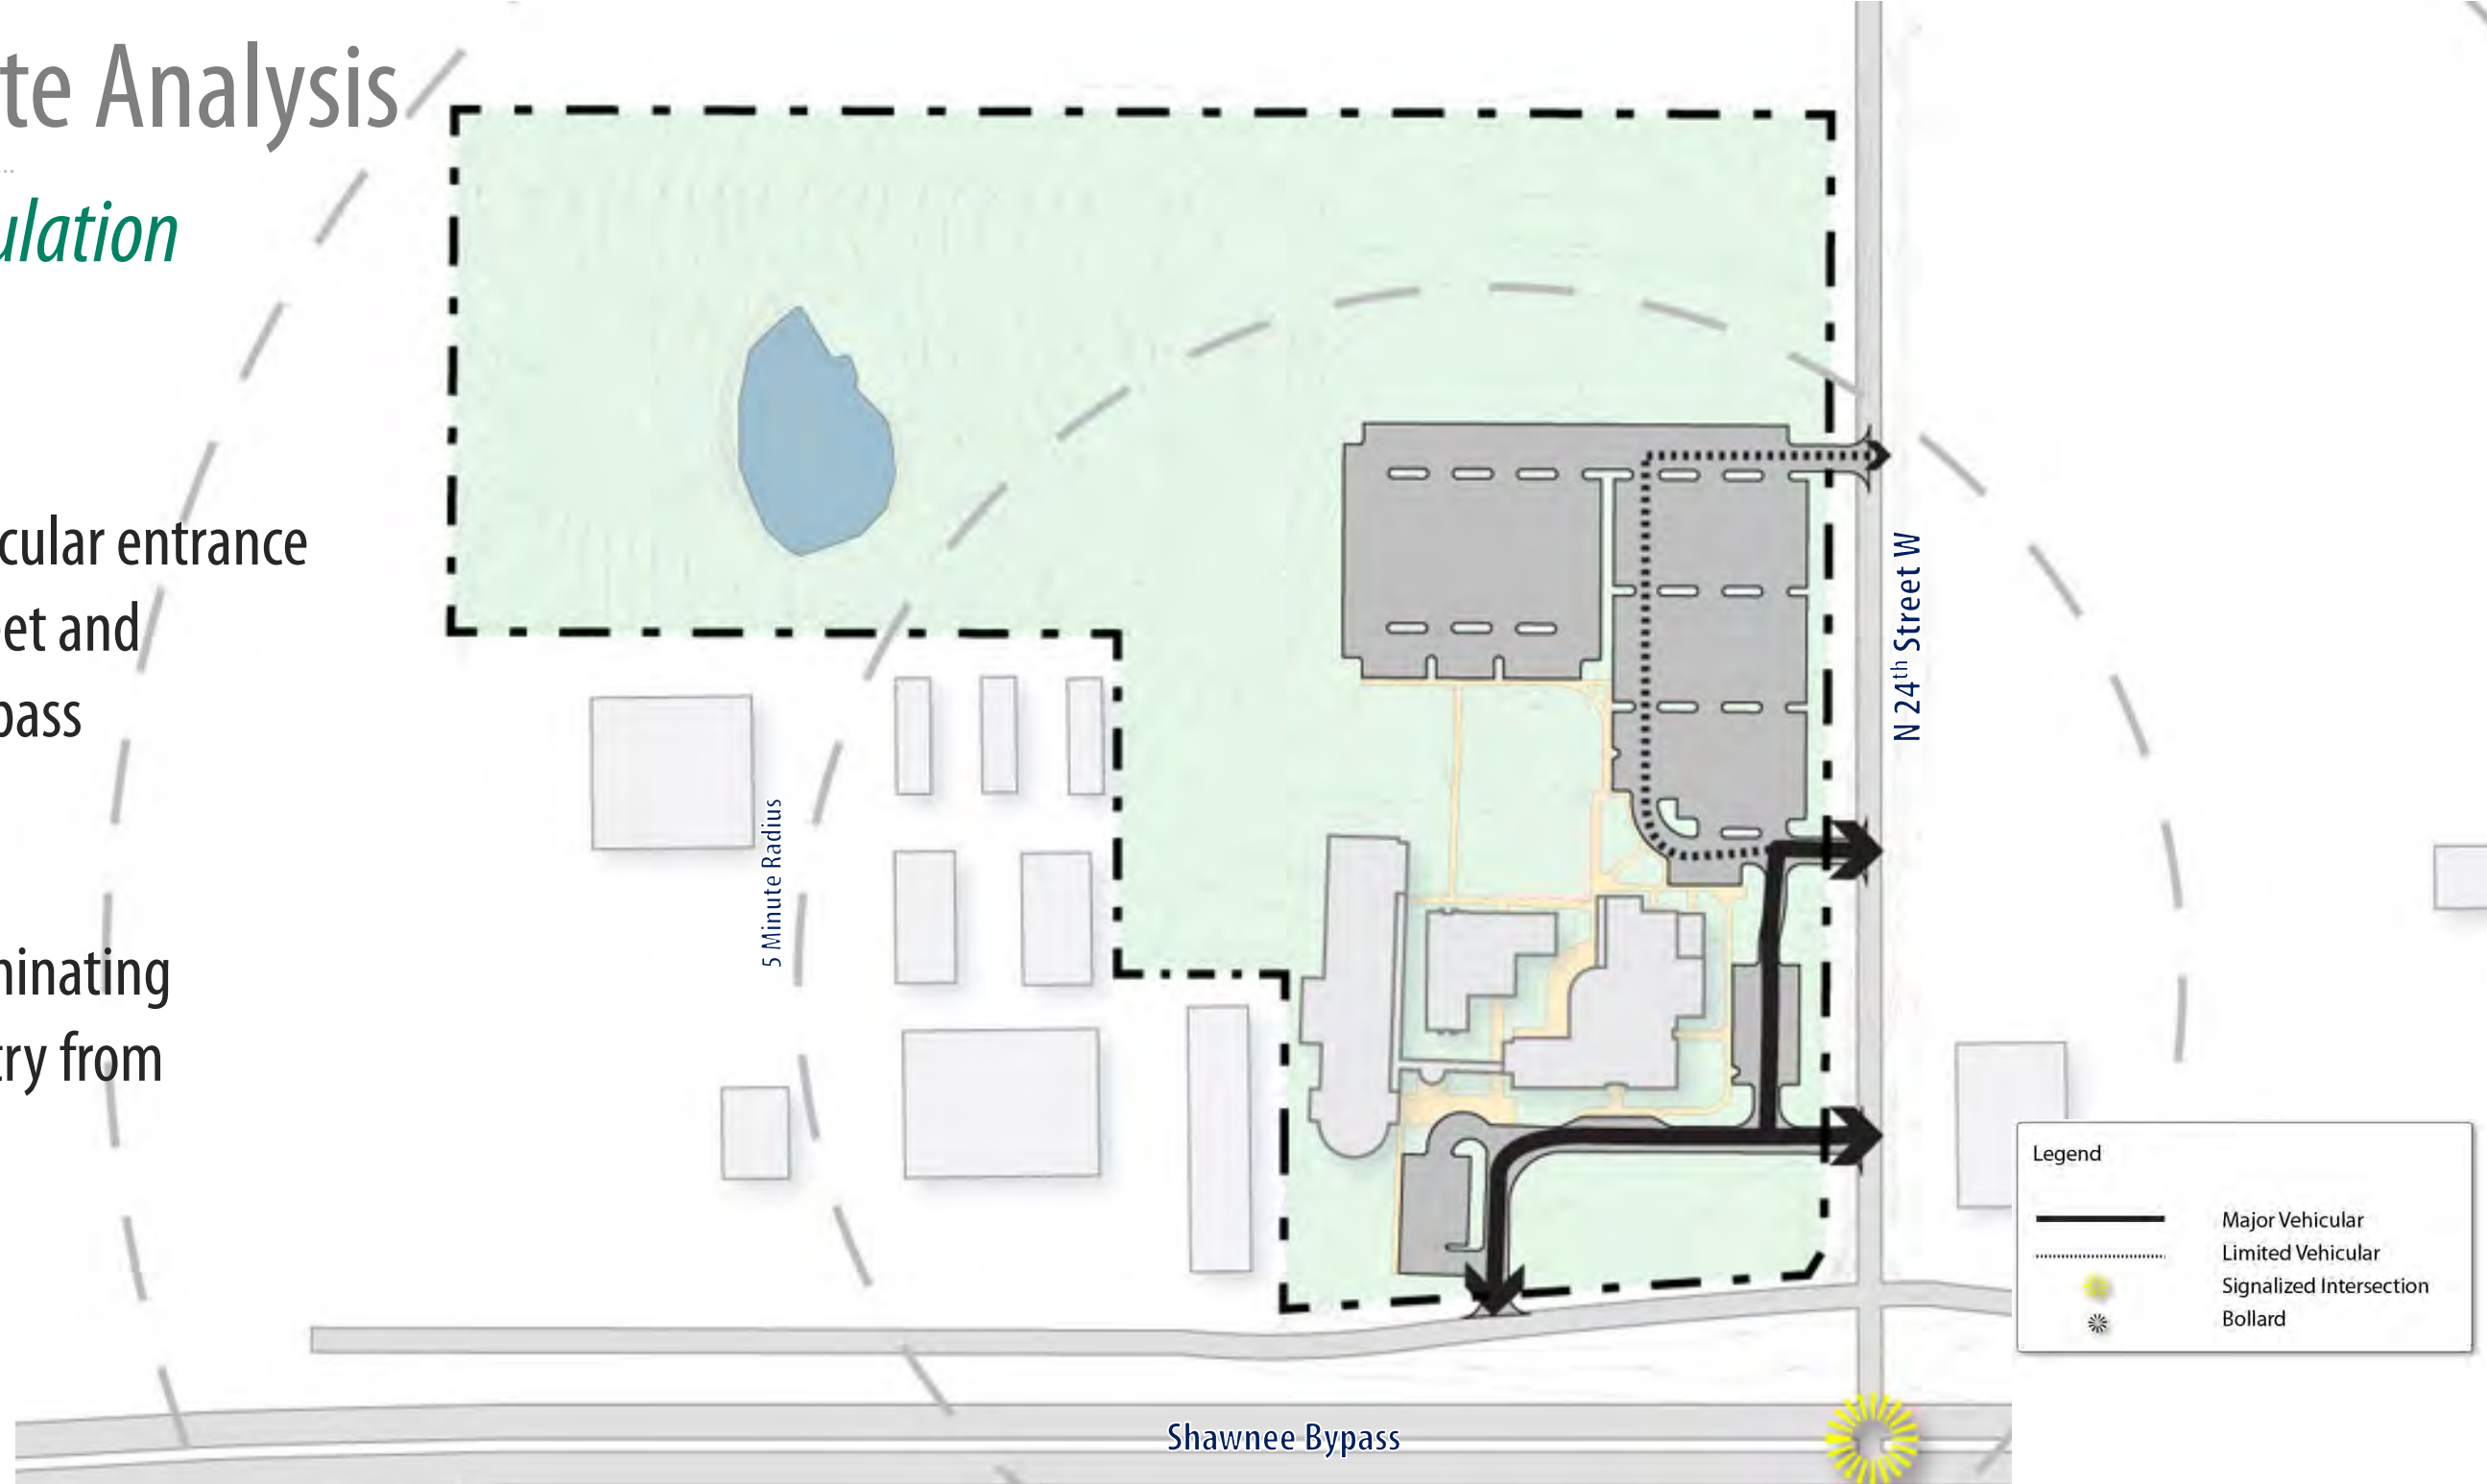 te Analysis
ulation
cular entrance
et and
pass
ninating
try from
5 Minute Radius
N 24th Street W
Shawnee Bypass
Legend
Major Vehicular
Limited Vehicular
Signalized Intersection
Bollard